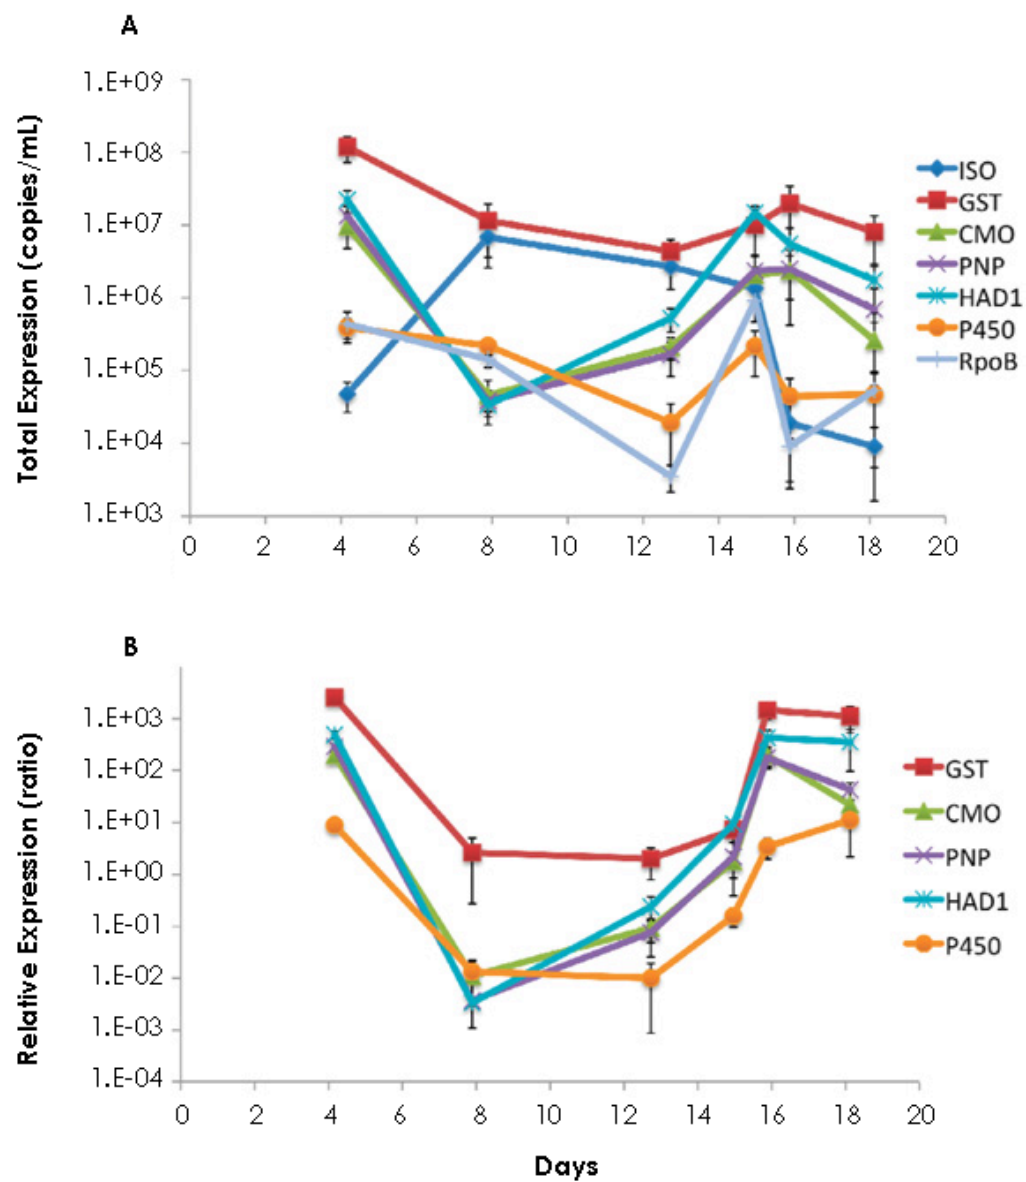 A
Total Expression (copies/mL)
1.E+09
1.E+08
1.E+07
1.E+06
1.E+05
1.E+04
1.E+03
0 2 4 6 8 10 12 14 16 18 20
ISO
GST
CMO
PNP
HAD1
P450
RpoB
B
Relative Expression (ratio)
1.E+03
1.E+02
1.E+01
1.E+00
1.E-01
1.E-02
1.E-03
1.E-04
0 2 4 6 8 10 12 14 16 18 20
Days
GST
CMO
PNP
HAD1
P450